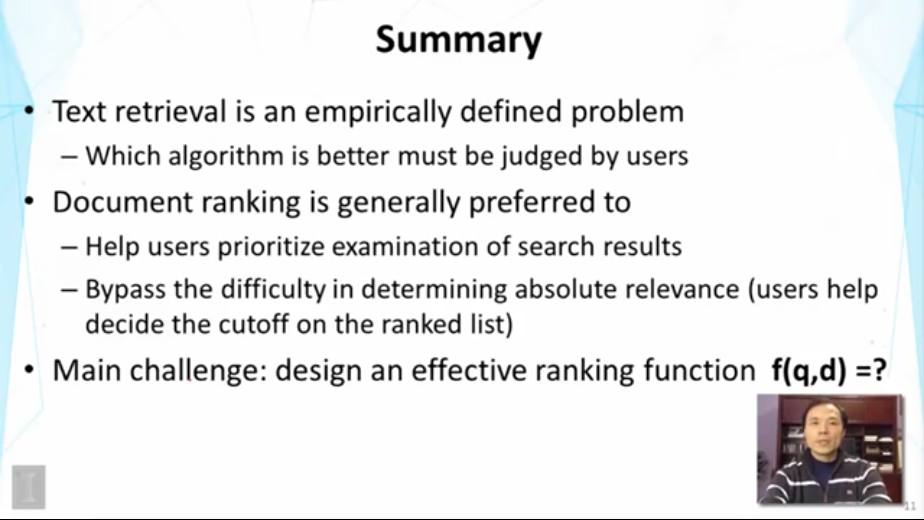 Summary
• Text retrieval is an empirically defined problem
– Which algorithm is better must be judged by users
• Document ranking is generally preferred to
– Help users prioritize examination of search results
– Bypass the difficulty in determining absolute relevance (users help
decide the cutoff on the ranked list)
• Main challenge: design an effective ranking function f(q,d) =?
I
11